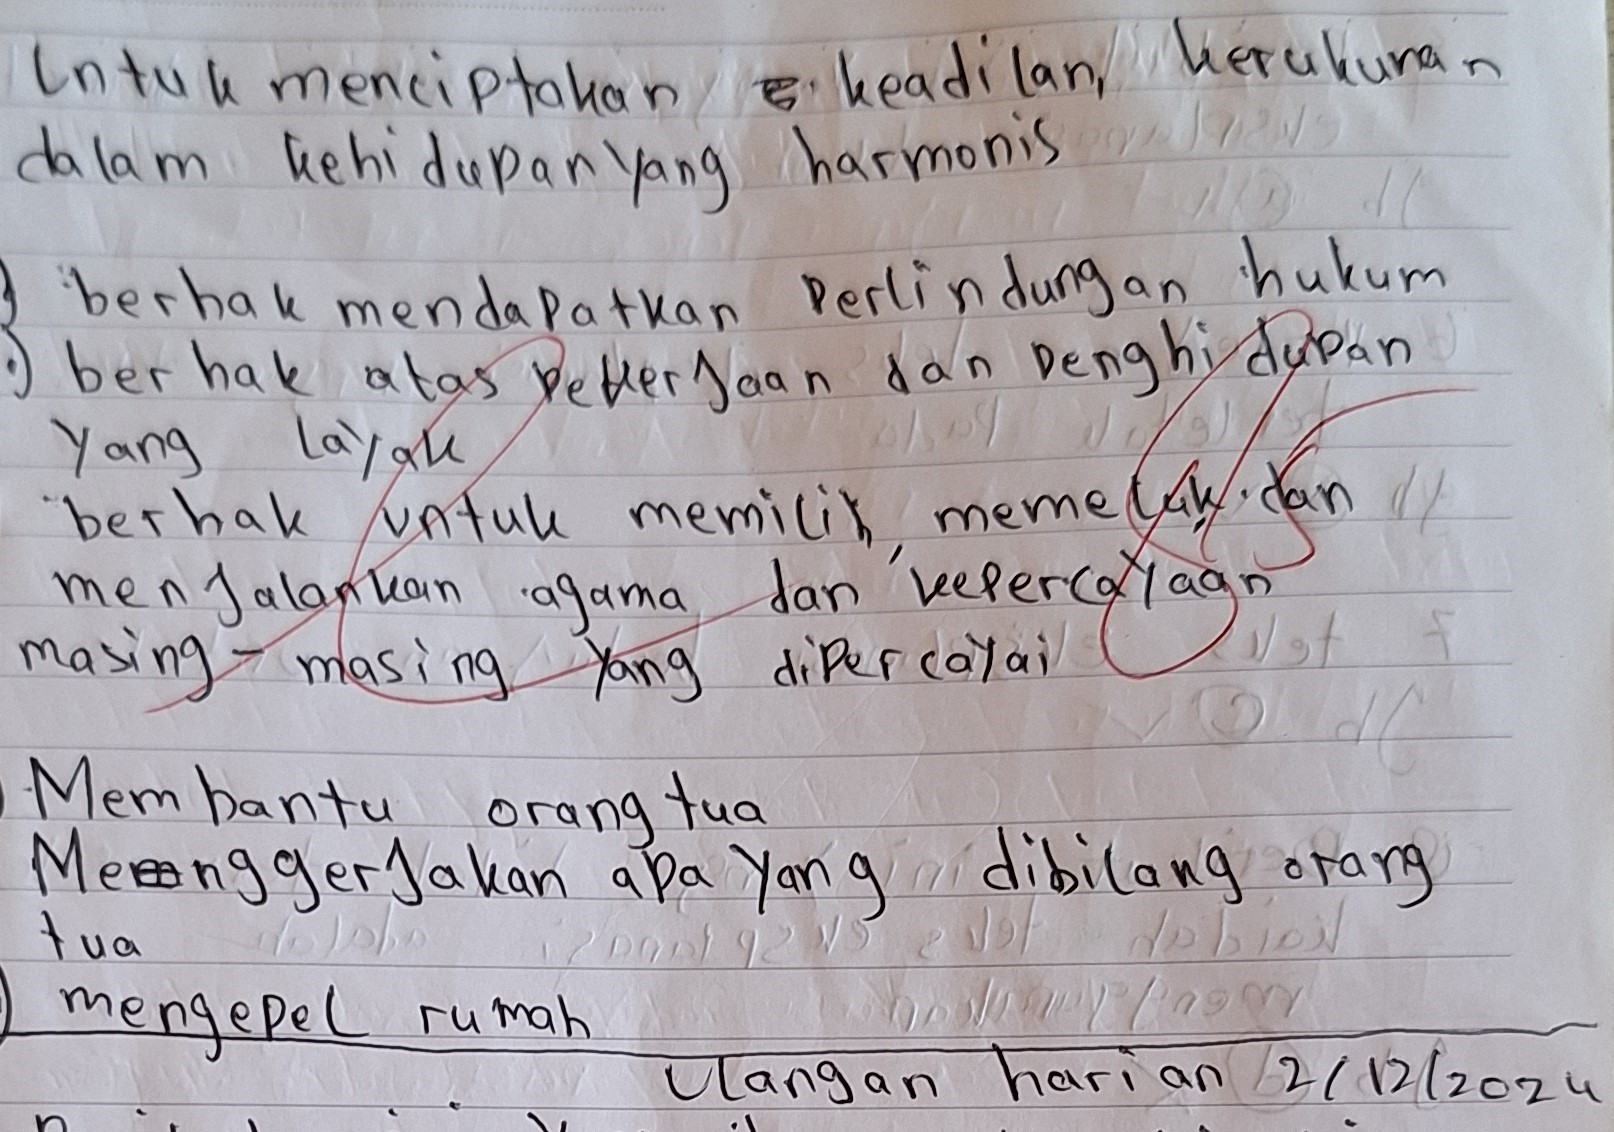 Untuk menciptakan keadilan, kerukunan
dalam kehidupan yang harmonis
berhak mendapatkan perlindungan hukum
berhak atas pekerjaan dan penghidupan
yang layak
berhak untuk memilih, memeluk dan
menjalankan agama dan kepercayaan
masing-masing yang dipercayai
Membantu orang tua
Menggerjakan apa yang dibilang orang
tua
mengepel rumah
Ulangan harian 2/12/2024